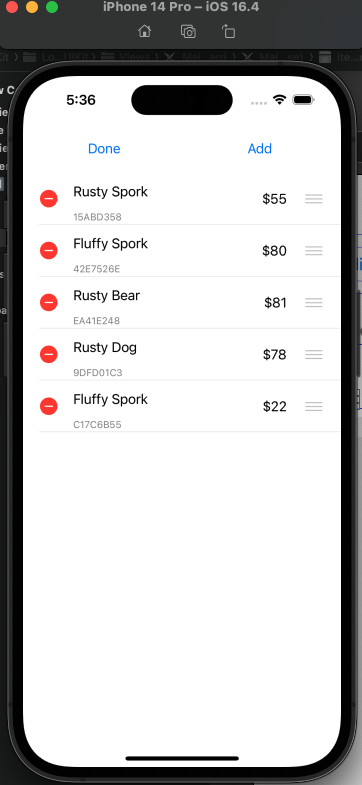 iPhone 14 Pro – iOS 16.4
5:36
Done Add
Rusty Spork
$55
15ABD358
Fluffy Spork
$80
42E7526E
Rusty Bear
$81
EA41E248
Rusty Dog
$78
9DFD01C3
Fluffy Spork
$22
C17C6B55